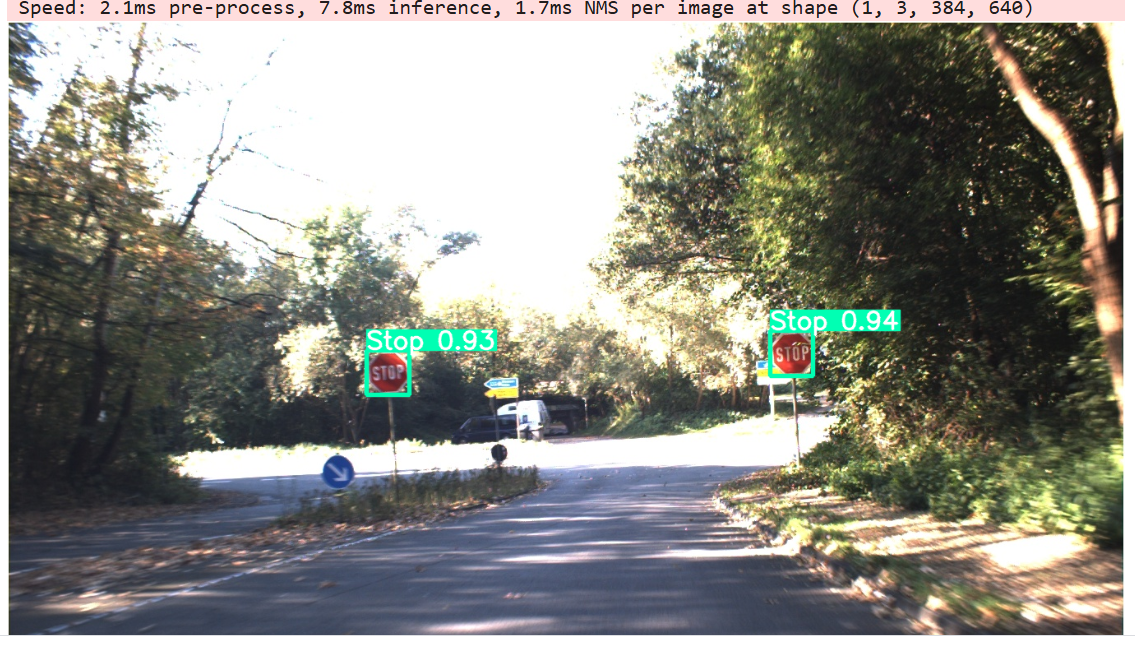 Speed: 2.1ms pre-process, 7.8ms inference, 1.7ms NMS per image at shape (1, 3, 384, 640)
Stop 0.94
STOP
Stop 0.93
STOP